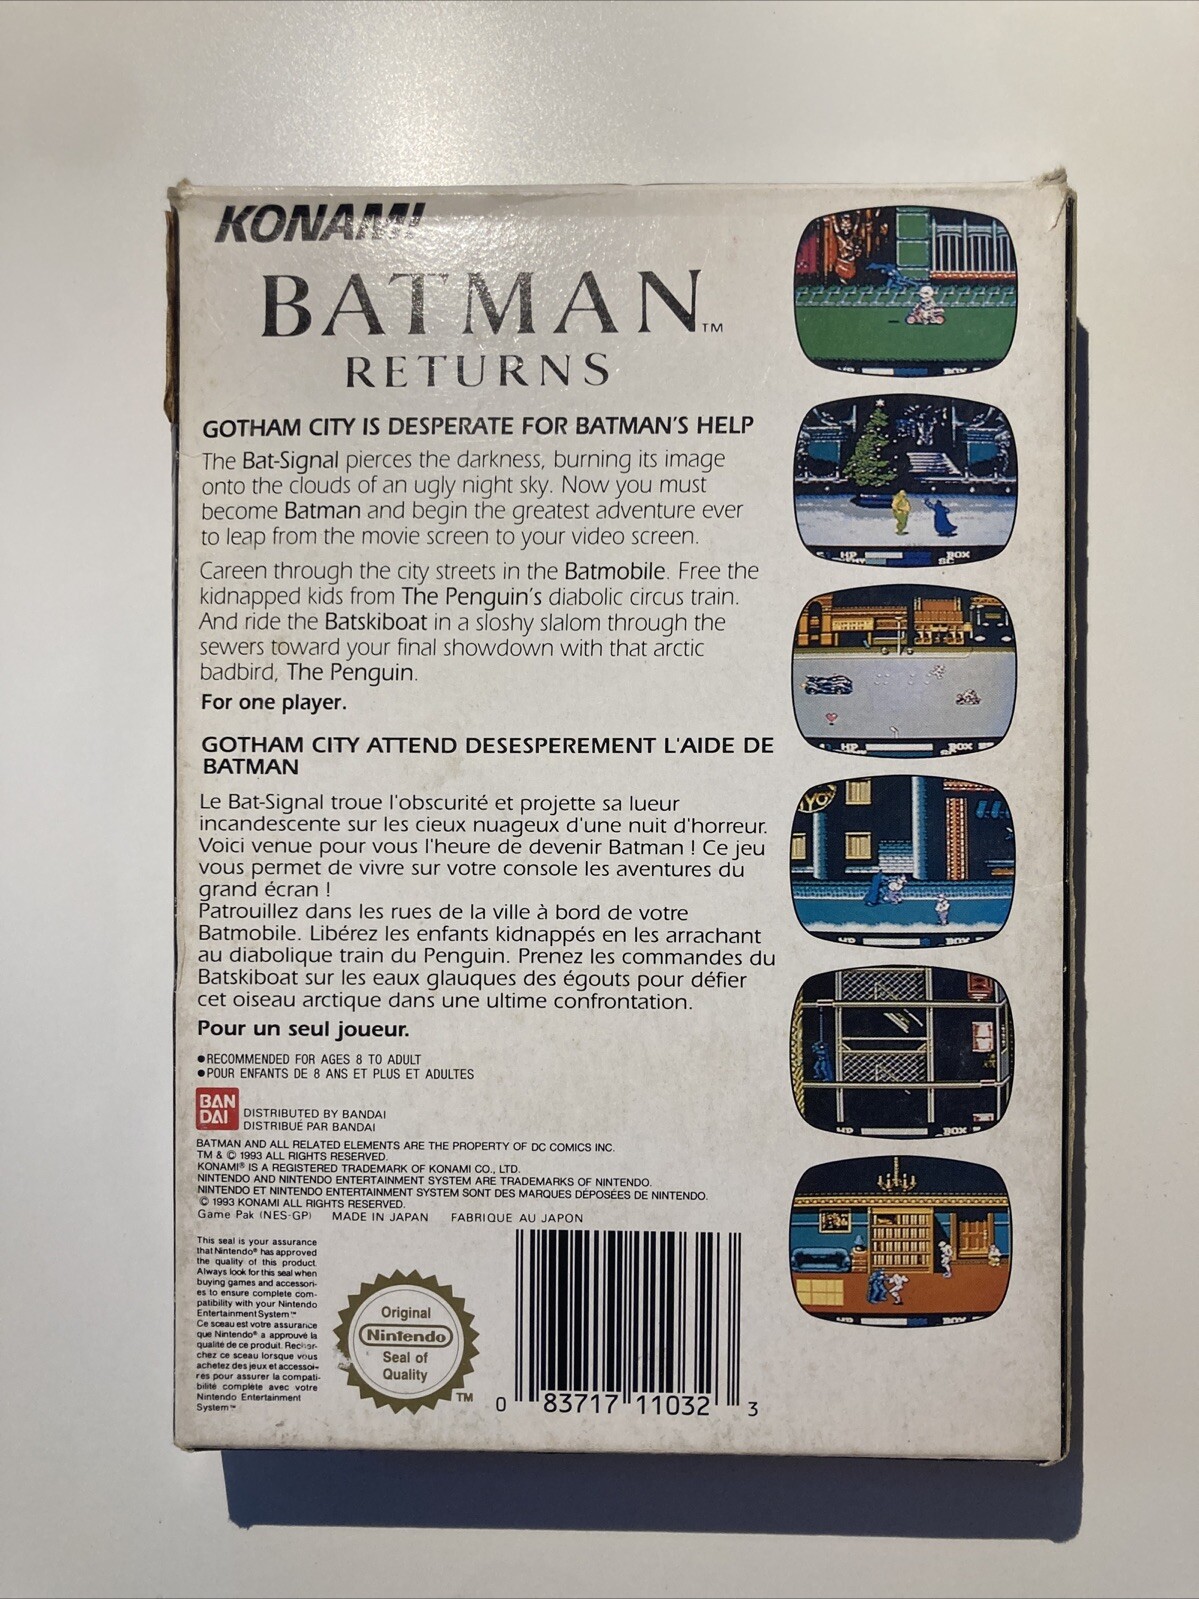 KONAMI
BATMAN™
RETURNS
GOTHAM CITY IS DESPERATE FOR BATMAN'S HELP
The Bat-Signal pierces the darkness, burning its image
onto the clouds of an ugly night sky. Now you must
become Batman and begin the greatest adventure ever
to leap from the movie screen to your video screen.
Careen through the city streets in the Batmobile. Free the
kidnapped kids from The Penguin's diabolic circus train.
And ride the Batskiboat in a sloshy slalom through the
sewers toward your final showdown with that arctic
badbird, The Penguin.
For one player.
GOTHAM CITY ATTEND DESESPEREMENT L'AIDE DE
BATMAN
Le Bat-Signal troue l'obscurité et projette sa lueur
incandescente sur les cieux nuageux d'une nuit d'horreur.
Voici venue pour vous l'heure de devenir Batman ! Ce jeu
vous permet de vivre sur votre console les aventures du
grand écran !
Patrouillez dans les rues de la ville à bord de votre
Batmobile. Libérez les enfants kidnappés en les arrachant
au diabolique train du Penguin. Prenez les commandes du
Batskiboat sur les eaux glauques des égouts pour défier
cet oiseau arctique dans une ultime confrontation.
Pour un seul joueur.
●RECOMMENDED FOR AGES 8 TO ADULT
●POUR ENFANTS DE 8 ANS ET PLUS ET ADULTES
BAN
DAI
DISTRIBUTED BY BANDAI
DISTRIBUÉ PAR BANDAI
BATMAN AND ALL RELATED ELEMENTS ARE THE PROPERTY OF DC COMICS INC.
TM & © 1993 ALL RIGHTS RESERVED.
KONAMI® IS A REGISTERED TRADEMARK OF KONAMI CO., LTD.
NINTENDO AND NINTENDO ENTERTAINMENT SYSTEM ARE TRADEMARKS OF NINTENDO.
NINTENDO ET NINTENDO ENTERTAINMENT SYSTEM SONT DES MARQUES DÉPOSÉES DE NINTENDO.
© 1993 KONAMI ALL RIGHTS RESERVED.
Game Pak (NES-GP) MADE IN JAPAN FABRIQUE AU JAPON
This seal is your assurance
that Nintendo® has approved
the quality of this product.
Always look for this seal when
buying games and accessori-
es to ensure complete com-
patibility with your Nintendo
Entertainment System™
Ce sceau est votre assurance
que Nintendo® a approuvé la
qualité de ce produit. Recher-
chez ce sceau lorsque vous
achetez des jeux et accessoi-
res pour assurer la compati-
bilité complète avec votre
Nintendo Entertainment
System™
Original
Nintendo
Seal of
Quality
TM
0 83717 11032 3
BOX
HP BOX
HP BOX
HP BOX
HP BOX
BOX